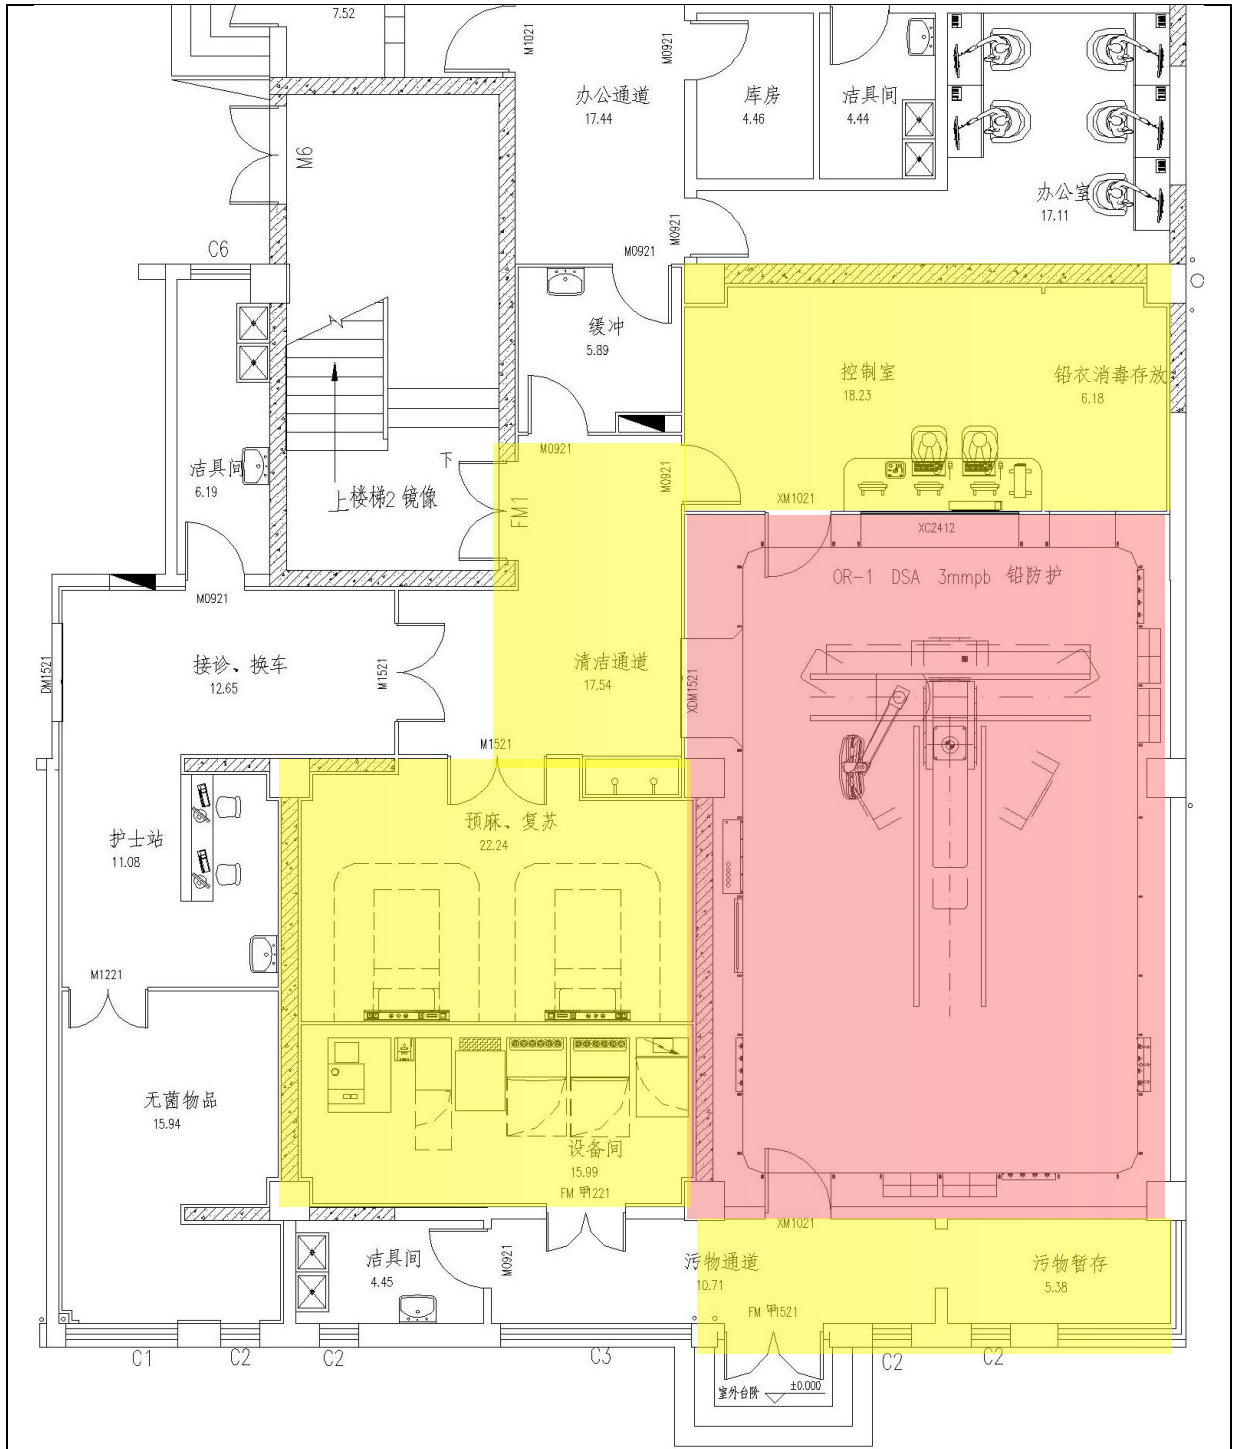 7.52
M1021
M0921
办公通道
17.44
库房
4.46
洁具间
4.44
M6
办公室
17.11
M0921
M0921
C6
缓冲
5.89
控制室
18.23
铅衣消毒存放
6.18
M0921
M0921
下
洁具间
6.19
上楼梯2 镜像
FM1
XM1021
XC2412
OR-1 DSA 3mmpb 铅防护
M0921
接诊、换车
12.65
DM1521
M1521
清洁通道
17.54
XDM1521
M1521
预麻、复苏
22.24
护士站
11.08
M1221
无菌物品
15.94
设备间
15.99
FM 甲1221
XM1021
洁具间
4.45
M0921
污物通道
10.71
污物暂存
5.38
FM 甲1521
C1
C2
C2
C3
C2
C2
室外台阶
±0.000